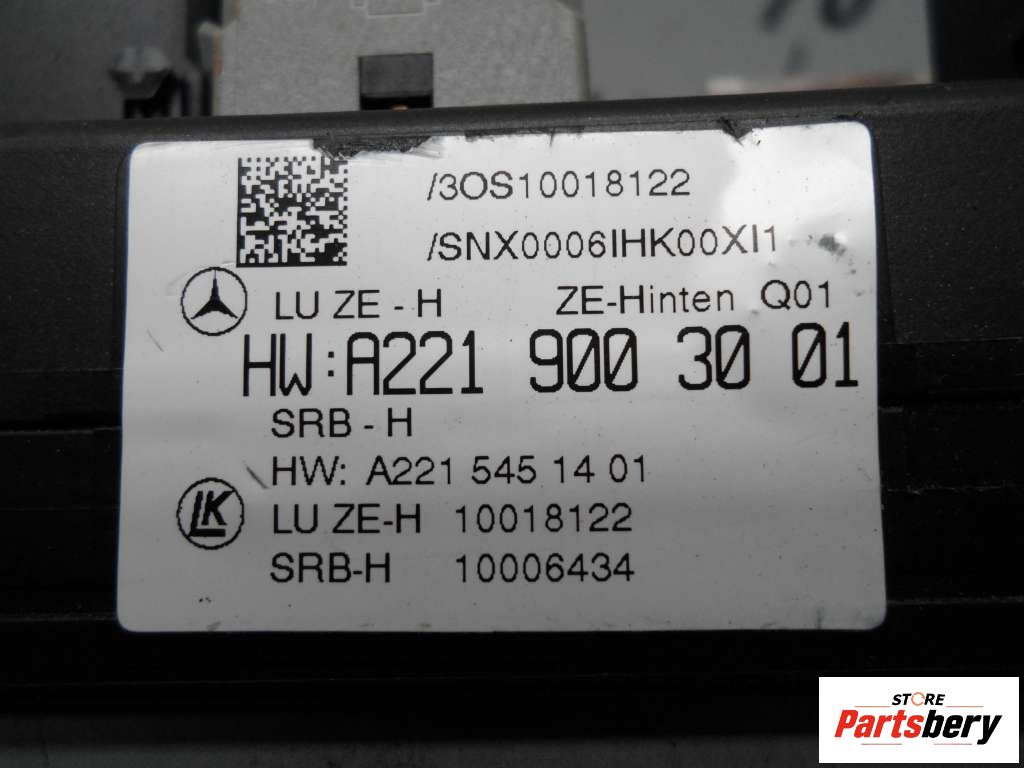 /3OS10018122
/SNX0006IHK00XI1
LU ZE - H ZE-Hinten Q01
HW:A221 900 30 01
SRB - H
HW: A221 545 14 01
LK
LU ZE-H 10018122
SRB-H 10006434
STORE
Partsbery